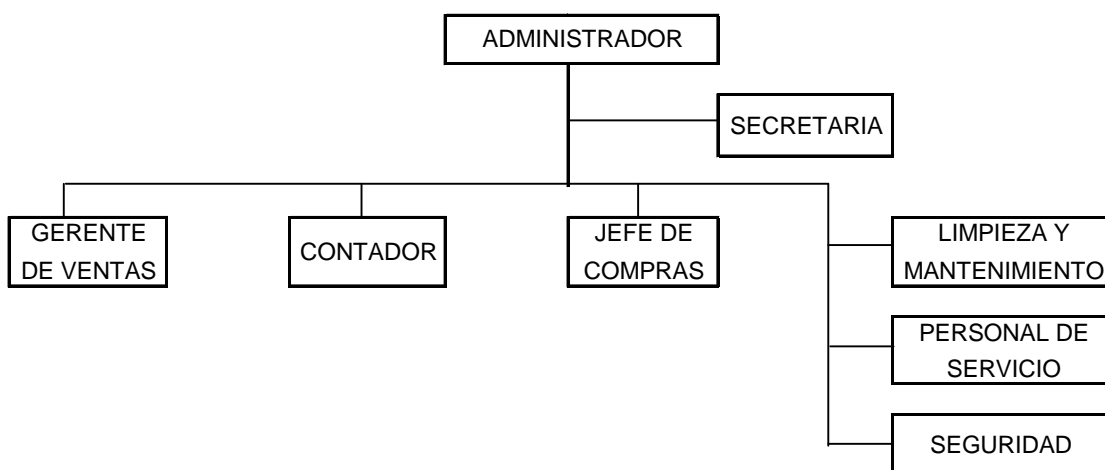 ADMINISTRADOR
SECRETARIA
GERENTE
DE VENTAS
CONTADOR
JEFE DE
COMPRAS
LIMPIEZA Y
MANTENIMIENTO
PERSONAL DE
SERVICIO
SEGURIDAD